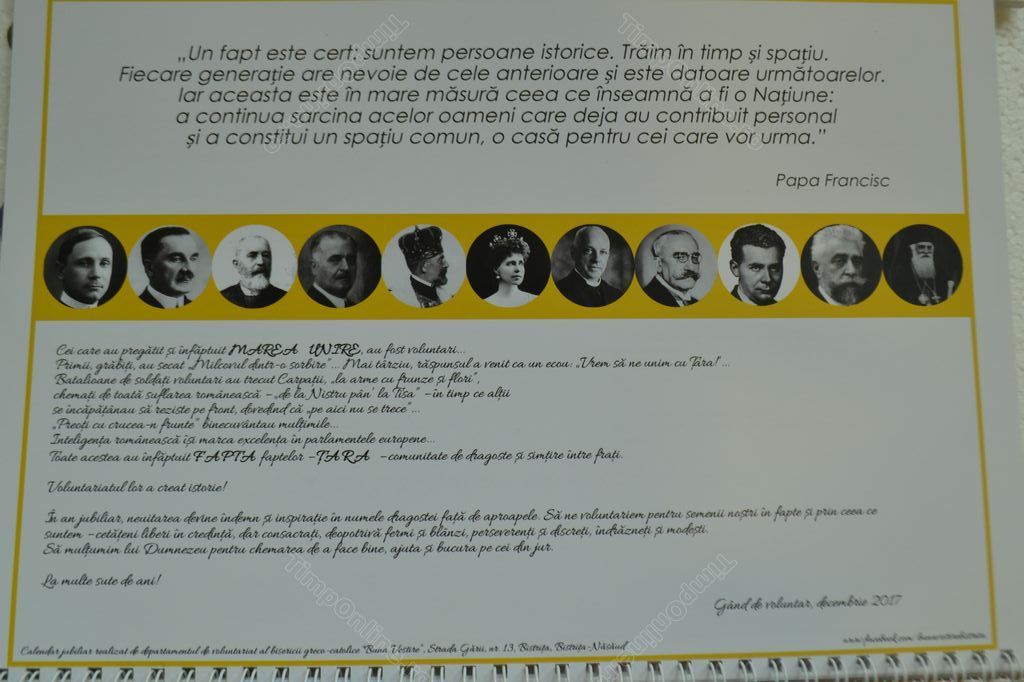 „Un fapt este cert: suntem persoane istorice. Trăim în timp și spațiu.
Fiecare generație are nevoie de cele anterioare și este datoare următoarelor.
Iar aceasta este în mare măsură ceea ce înseamnă a fi o Națiune:
a continua sarcina acelor oameni care deja au contribuit personal
și a constitui un spațiu comun, o casă pentru cei care vor urma.”
Papa Francisc
Cei care au pregătit și înfăptuit MAREA UNIRE, au fost voluntari...
Primii, grăbiți, au secat „Milcovul dintr-o sorbire”... Mai târziu, răspunsul a venit ca un ecou: „Vrem să ne unim cu Țara!”...
Batalioane de soldați voluntari au trecut Carpații, „la arme cu frunze și flori”,
chemați de toată suflarea românească – „de la Nistru pân' la Tisa” – în timp ce alții
se încăpățânau să reziste pe front, dovedind că „pe aici nu se trece”...
„Preoți cu crucea-n frunte” binecuvântau mulțimile...
Inteligența românească își marca excelența în parlamentele europene...
Toate acestea au înfăptuit FAPTA faptelor – ȚARA – comunitate de dragoste și simțire între frați.
Voluntariatul lor a creat istorie!
În an jubiliar, neuitarea devine îndemn și inspirație în numele dragostei față de aproapele. Să ne voluntariem pentru semenii noștri în fapte și prin ceea ce
suntem – cetățeni liberi în credință, dar consacrați, deopotrivă fermi și blânzi, perseverenți și discreți, îndrăzneți și modești.
Să mulțumim lui Dumnezeu pentru chemarea de a face bine, ajuta și bucura pe cei din jur.
La multe sute de ani!
Gând de voluntar, decembrie 2017
www.facebook.com/bunavestirebistrita
Calendar jubiliar realizat de departamentul de voluntariat al bisericii greco-catolice "Buna Vestire", Strada Gării, nr. 13, Bistrița, Bistrița-Năsăud
TimpOnline
TimpOnline
TimpOnline
TimpOnline